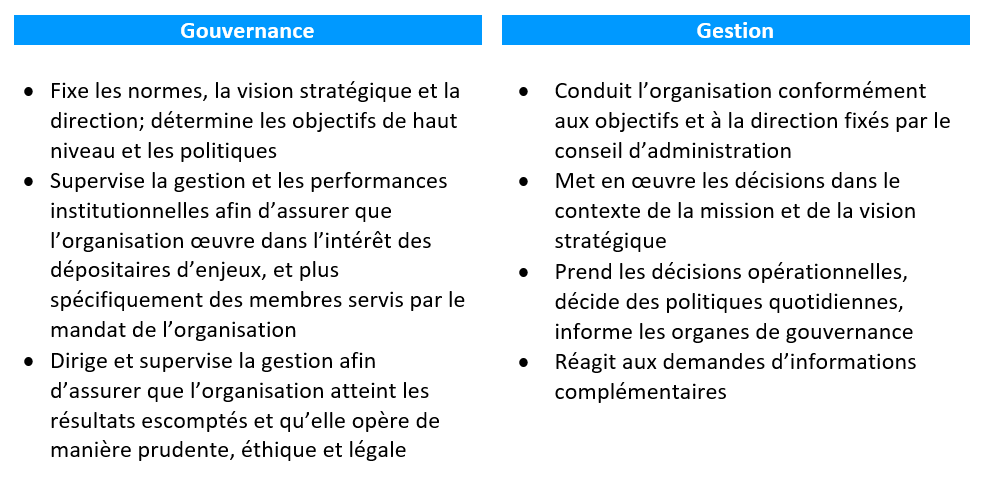 Gouvernance
• Fixe les normes, la vision stratégique et la
direction; détermine les objectifs de haut
niveau et les politiques
• Supervise la gestion et les performances
institutionnelles afin d’assurer que
l’organisation œuvre dans l’intérêt des
dépositaires d’enjeux, et plus
spécifiquement des membres servis par le
mandat de l’organisation
• Dirige et supervise la gestion afin
d’assurer que l’organisation atteint les
résultats escomptés et qu’elle opère de
manière prudente, éthique et légale
Gestion
• Conduit l’organisation conformément
aux objectifs et à la direction fixés par le
conseil d’administration
• Met en œuvre les décisions dans le
contexte de la mission et de la vision
stratégique
• Prend les décisions opérationnelles,
décide des politiques quotidiennes,
informe les organes de gouvernance
• Réagit aux demandes d’informations
complémentaires